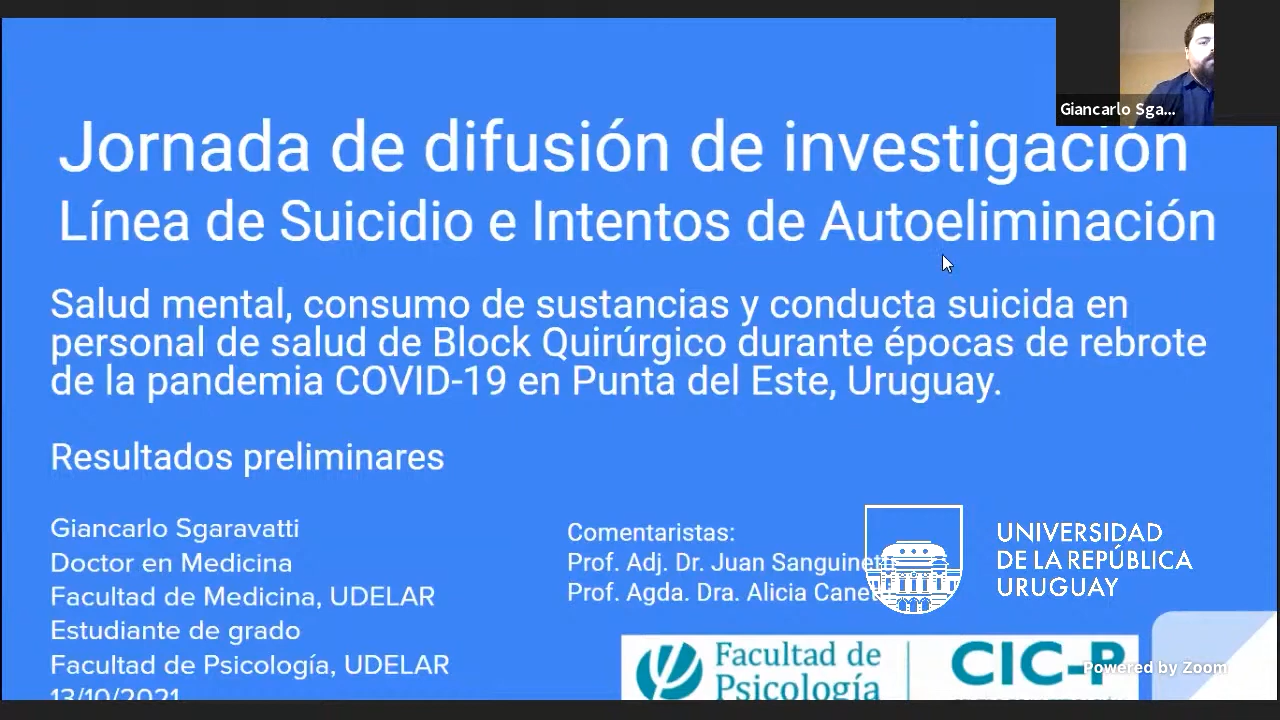 Giancarlo Sga...
Jornada de difusión de investigación
Línea de Suicidio e Intentos de Autoeliminación
Salud mental, consumo de sustancias y conducta suicida en
personal de salud de Block Quirúrgico durante épocas de rebrote
de la pandemia COVID-19 en Punta del Este, Uruguay.
Resultados preliminares
Giancarlo Sgaravatti
Doctor en Medicina
Facultad de Medicina, UDELAR
Estudiante de grado
Facultad de Psicología, UDELAR
13/10/2021
Comentaristas:
Prof. Adj. Dr. Juan
Prof. Agda. Dra. Alicia
UNIVERSIDAD
DE LA REPÚBLICA
URUGUAY
Facultad de
Psicología
CIC-P
Powered by Zoom